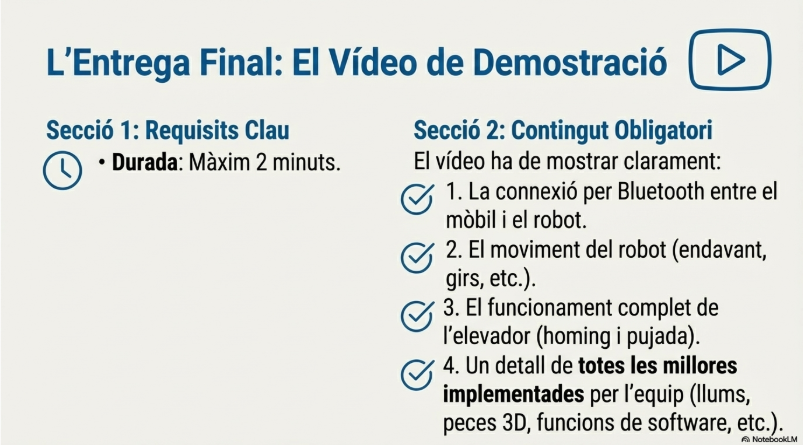 L’Entrega Final: El Vídeo de Demostració
Secció 1: Requisits Clau
• Durada: Màxim 2 minuts.
Secció 2: Contingut Obligatori
El vídeo ha de mostrar clarament:
1. La connexió per Bluetooth entre el
mòbil i el robot.
2. El moviment del robot (endavant,
girs, etc.).
3. El funcionament complet de
l’elevador (homing i pujada).
4. Un detall de totes les millores
implementades per l’equip (llums,
peces 3D, funcions de software, etc.).
NotebookLM